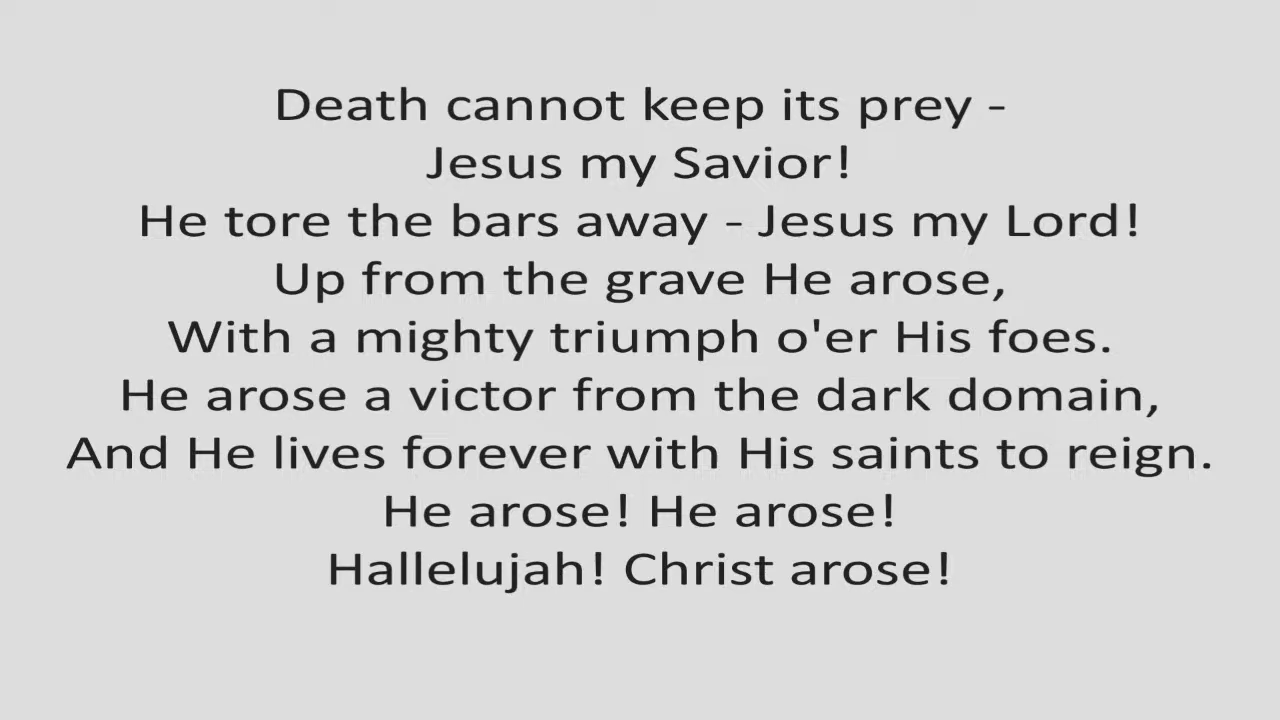 Death cannot keep its prey -
Jesus my Savior!
He tore the bars away - Jesus my Lord!
Up from the grave He arose,
With a mighty triumph o'er His foes.
He arose a victor from the dark domain,
And He lives forever with His saints to reign.
He arose! He arose!
Hallelujah! Christ arose!